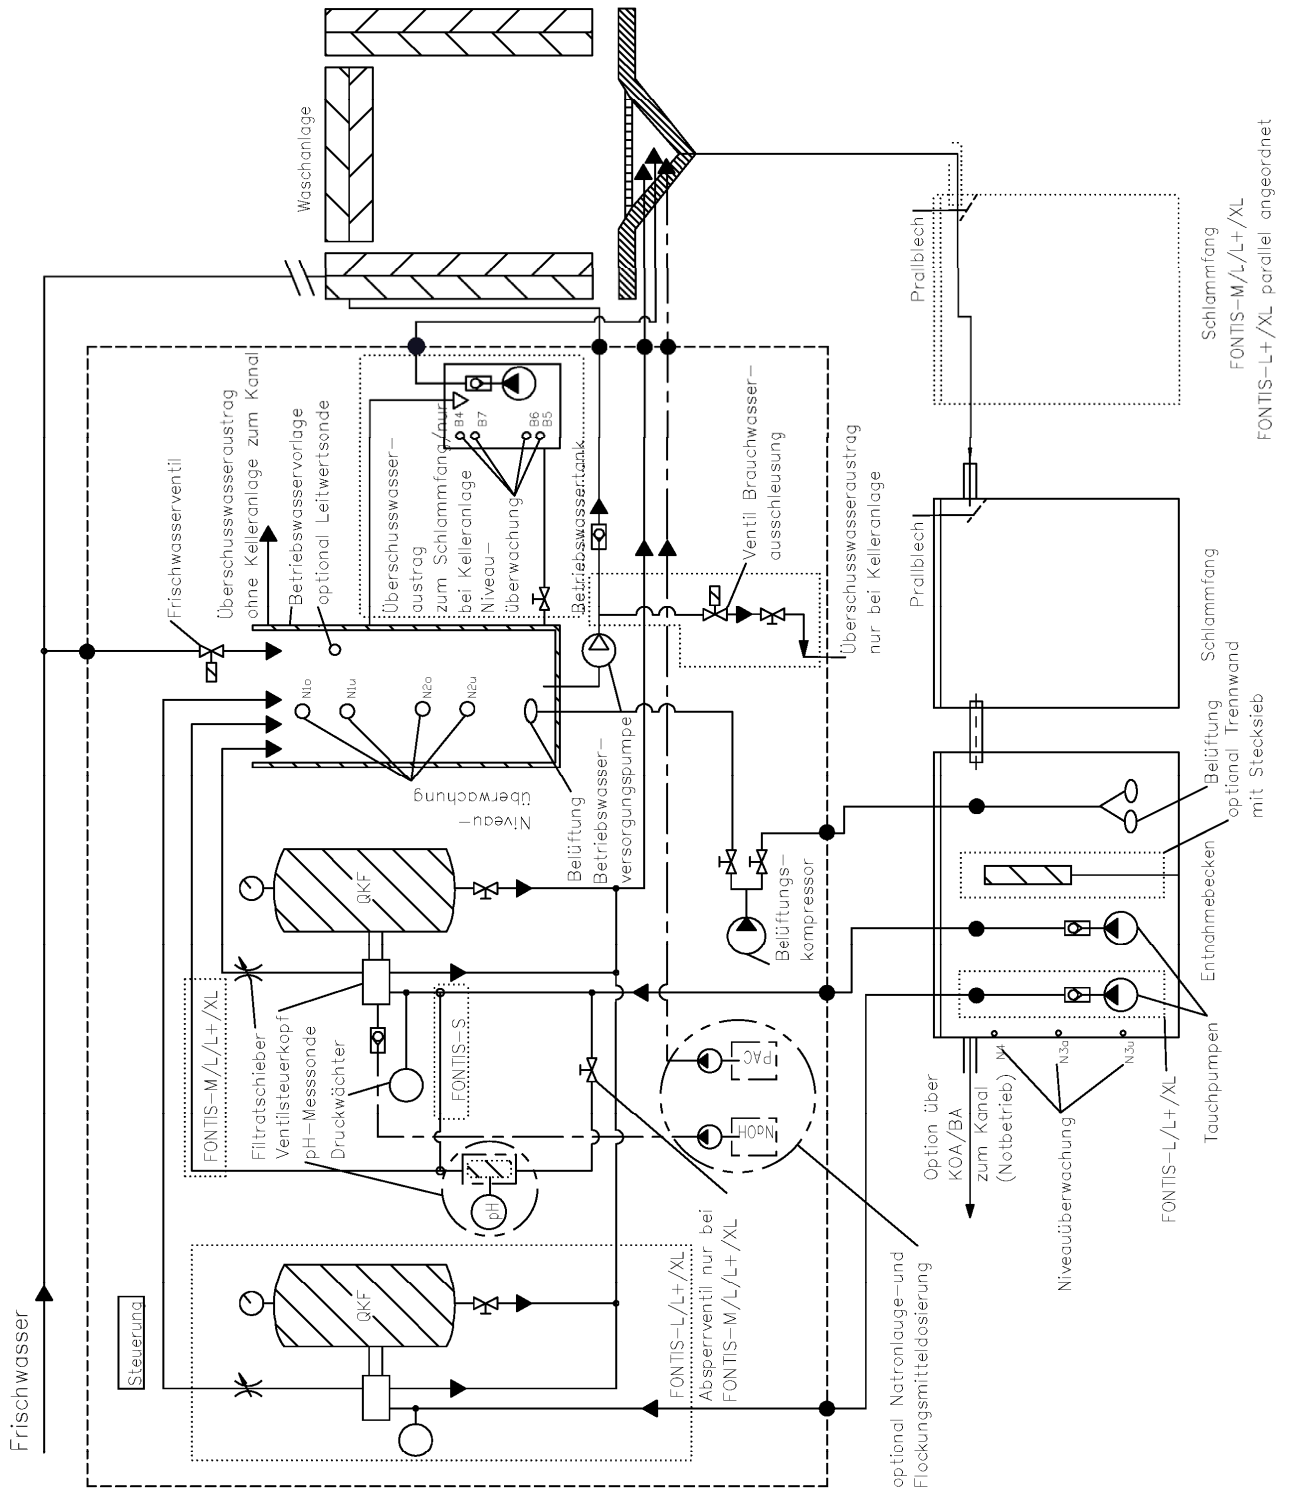 Frischwasser
Steuerung
QKF
FONTIS-L/L+/XL
Absperrventil nur bei
FONTIS-M/L/L+/XL
optional Natronlauge-und
Flockungsmitteldosierung
FONTIS-M/L/L+/XL
Filtratschieber
Ventilsteuerkopf
pH-Messsonde
Druckwächter
FONTIS-S
pH
NaOH
PAC
QKF
Niveau-
überwachung
Belüftung
Betriebswasser-
versorgungspumpe
Belüftungs-
kompressor
N1o
N1u
N2o
N2u
Frischwasserventil
Überschusswasseraustrag
ohne Kelleranlage zum Kanal
Betriebswasservorlage
optional Leitwertsonde
Überschusswasser-
austrag
zum Schlammfang/nur
bei Kelleranlage
Niveau-
überwachung
B4
B7
B6
B5
Betriebswassertank
Ventil Brauchwasser-
ausschleusung
Überschusswasseraustrag
nur bei Kelleranlage
Waschanlage
Option über
KOA/BA
zum Kanal
(Notbetrieb)
Niveauüberwachung
N4
N3a
N3u
FONTIS-L/L+/XL
Tauchpumpen
Entnahmebecken
Belüftung
optional Trennwand
mit Stecksieb
Prallblech
Schlammfang
Prallblech
Schlammfang
FONTIS-M/L/L+/XL
FONTIS-L+/XL parallel angeordnet